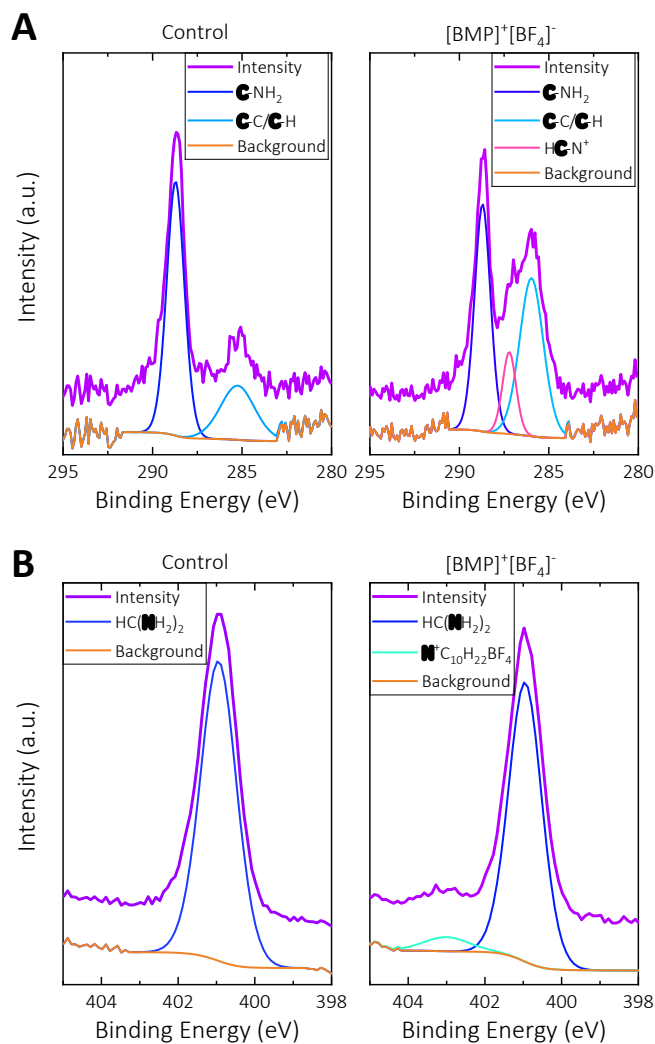 A
Control
[BMP]⁺[BF₄]⁻
Intensity
C-NH₂
C-C/C-H
Background
Intensity
C-NH₂
C-C/C-H
HC-N⁺
Background
Intensity (a.u.)
295 290 285 280
295 290 285 280
Binding Energy (eV)
Binding Energy (eV)
B
Control
[BMP]⁺[BF₄]⁻
Intensity
HC(NH₂)₂
Background
Intensity
HC(NH₂)₂
N⁺C₁₀H₂₂BF₄
Background
Intensity (a.u.)
404 402 400 398
404 402 400 398
Binding Energy (eV)
Binding Energy (eV)